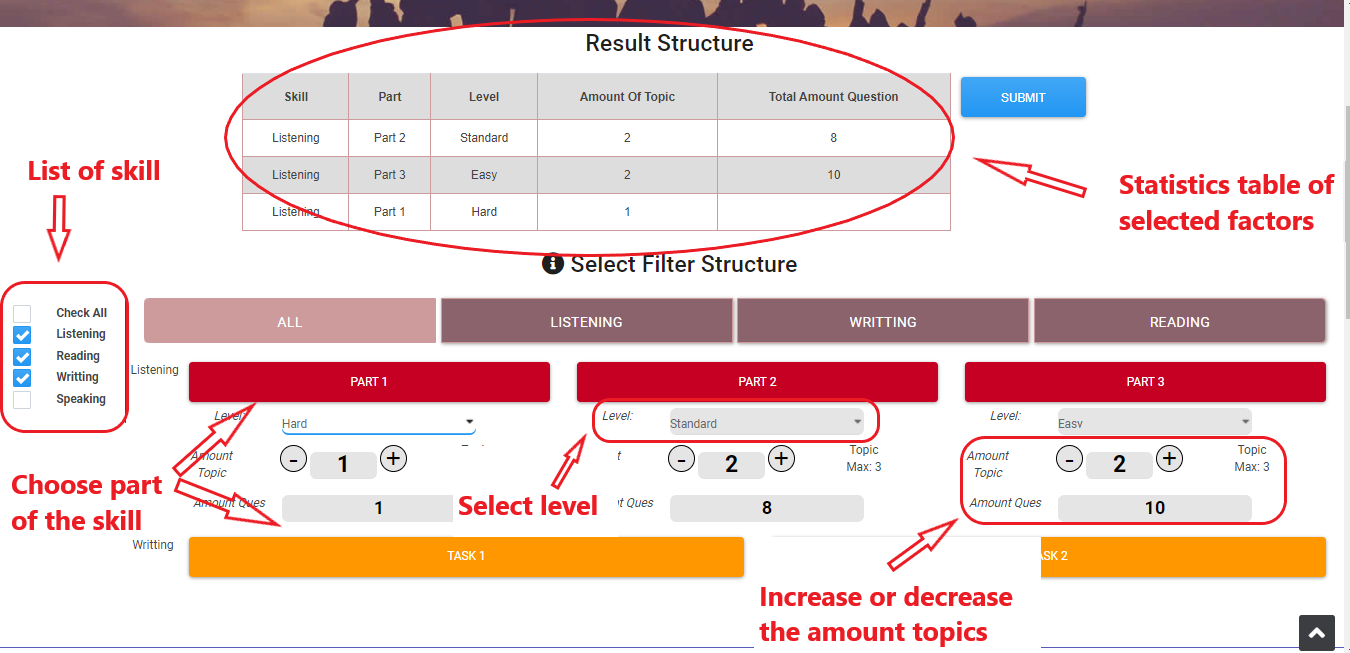 Result Structure
Skill Part Level Amount Of Topic Total Amount Question
SUBMIT
Listening Part 2 Standard 2 8
Listening Part 3 Easy 2 10
Listening Part 1 Hard 1
List of skill
Statistics table of
selected factors
Select Filter Structure
Check All
Listening
Reading
Writting
Speaking
ALL LISTENING WRITTING READING
Listening
PART 1 PART 2 PART 3
Level: Hard
Level: Standard
Level: Easy
Amount
Topic
- 1 +
- 2 +
Topic
Max: 3
Amount
Topic
- 2 +
Topic
Max: 3
Amount Ques 1
Ques 8
Amount Ques 10
Choose part
of the skill
Select level
Writting
TASK 1
SK 2
Increase or decrease
the amount topics